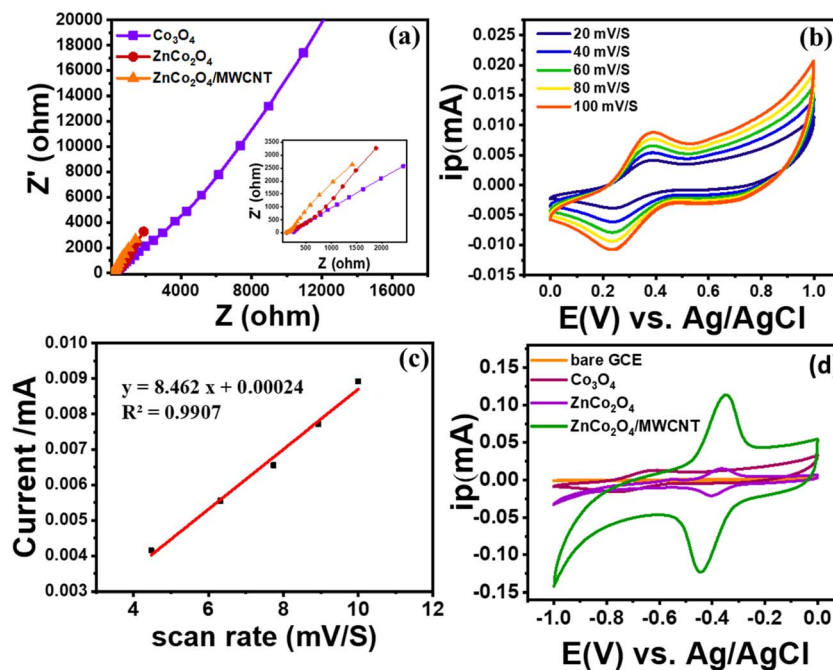 (a)
Co₃O₄
ZnCo₂O₄
ZnCo₂O₄/MWCNT
Z' (ohm)
20000
18000
16000
14000
12000
10000
8000
6000
4000
2000
0
4000 8000 12000 16000
Z (ohm)
Z' (ohm)
3500
3000
2500
2000
1500
1000
500
0
500 1000 1500 2000
Z (ohm)
(b)
20 mV/S
40 mV/S
60 mV/S
80 mV/S
100 mV/S
ip(mA)
0.025
0.020
0.015
0.010
0.005
0.000
-0.005
-0.010
-0.015
0.0 0.2 0.4 0.6 0.8 1.0
E(V) vs. Ag/AgCl
(c)
y = 8.462 x + 0.00024
R² = 0.9907
Current /mA
0.010
0.009
0.008
0.007
0.006
0.005
0.004
0.003
4 6 8 10 12
scan rate (mV/S)
(d)
bare GCE
Co₃O₄
ZnCo₂O₄
ZnCo₂O₄/MWCNT
ip(mA)
0.15
0.10
0.05
0.00
-0.05
-0.10
-0.15
-1.0 -0.8 -0.6 -0.4 -0.2 0.0
E(V) vs. Ag/AgCl